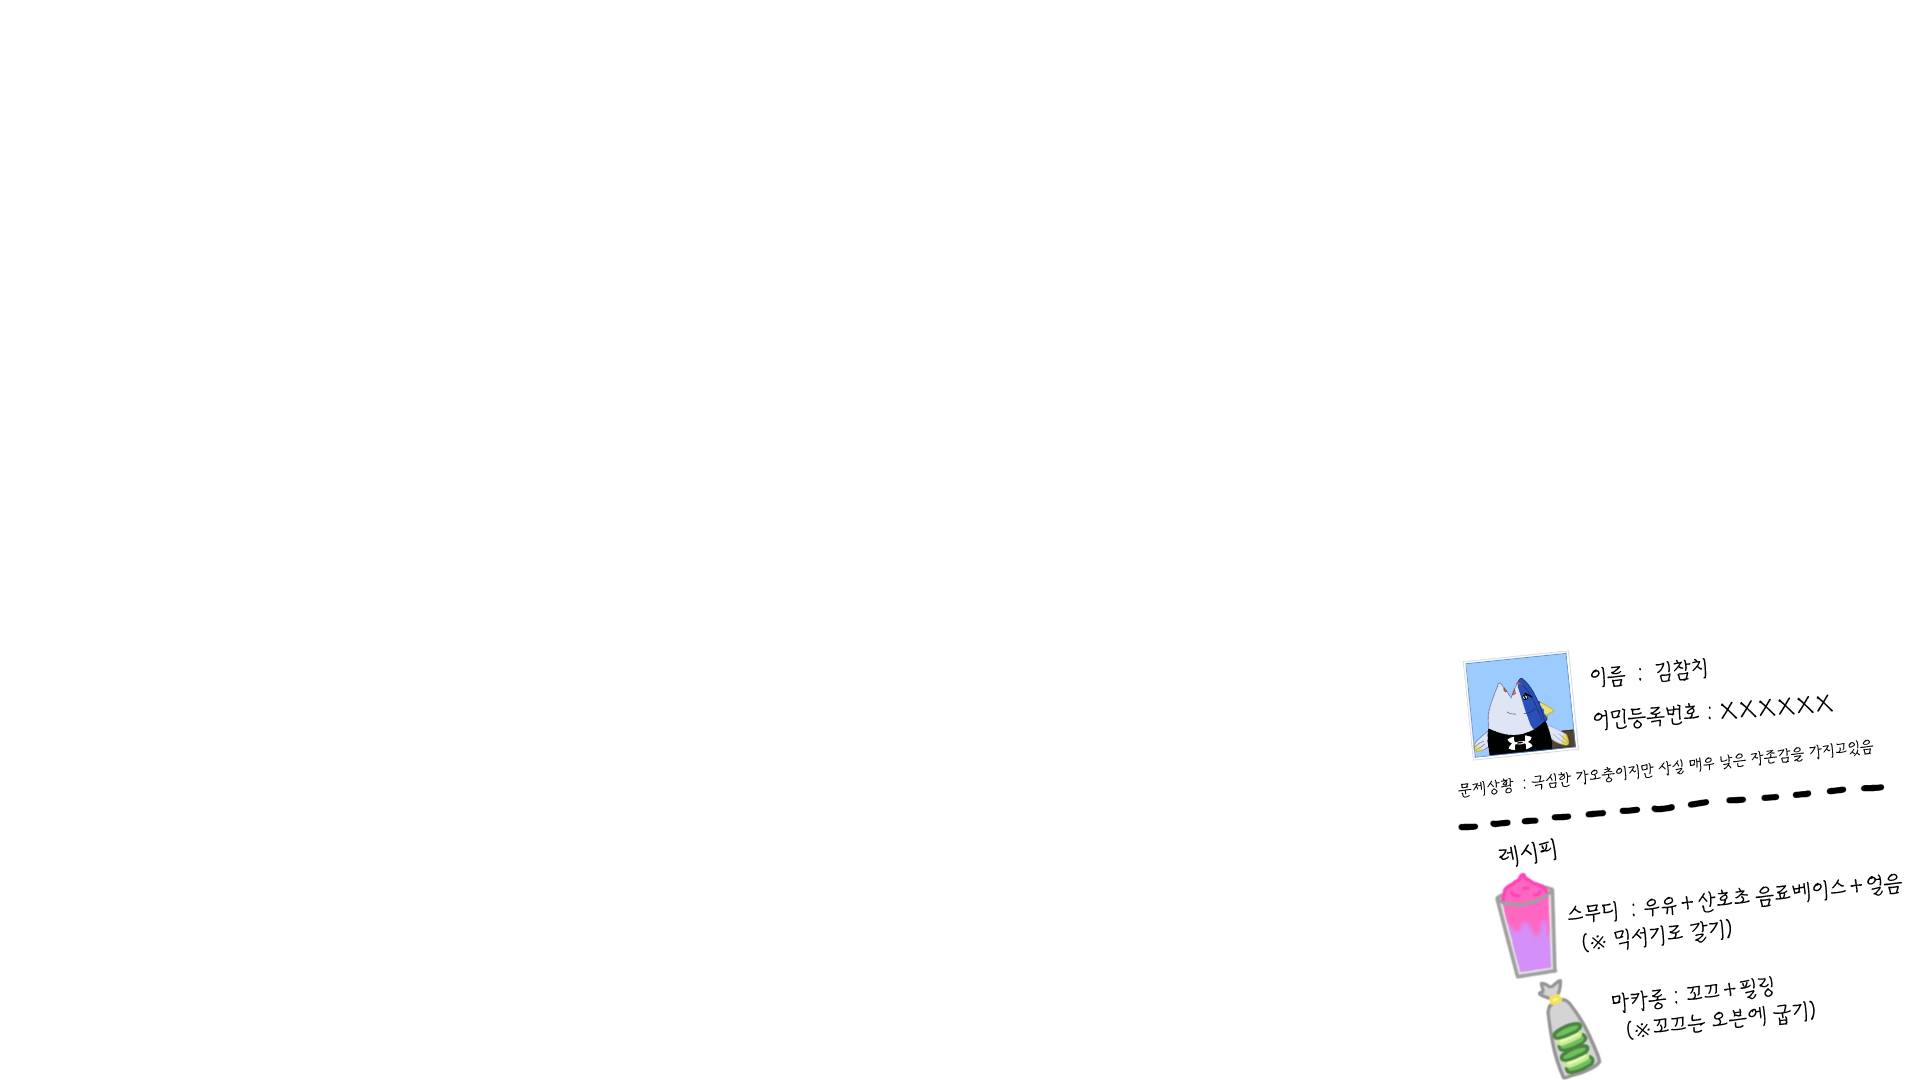 이름 : 김참치
어민등록번호 : XXXXXX
문제상황 : 극심한 가오충이지만 사실 매우 낮은 자존감을 가지고있음
레시피
스무디 : 우유+산호초 음료베이스+얼음
(※ 믹서기로 갈기)
마카롱 : 꼬끄+필링
(※꼬끄는 오븐에 굽기)